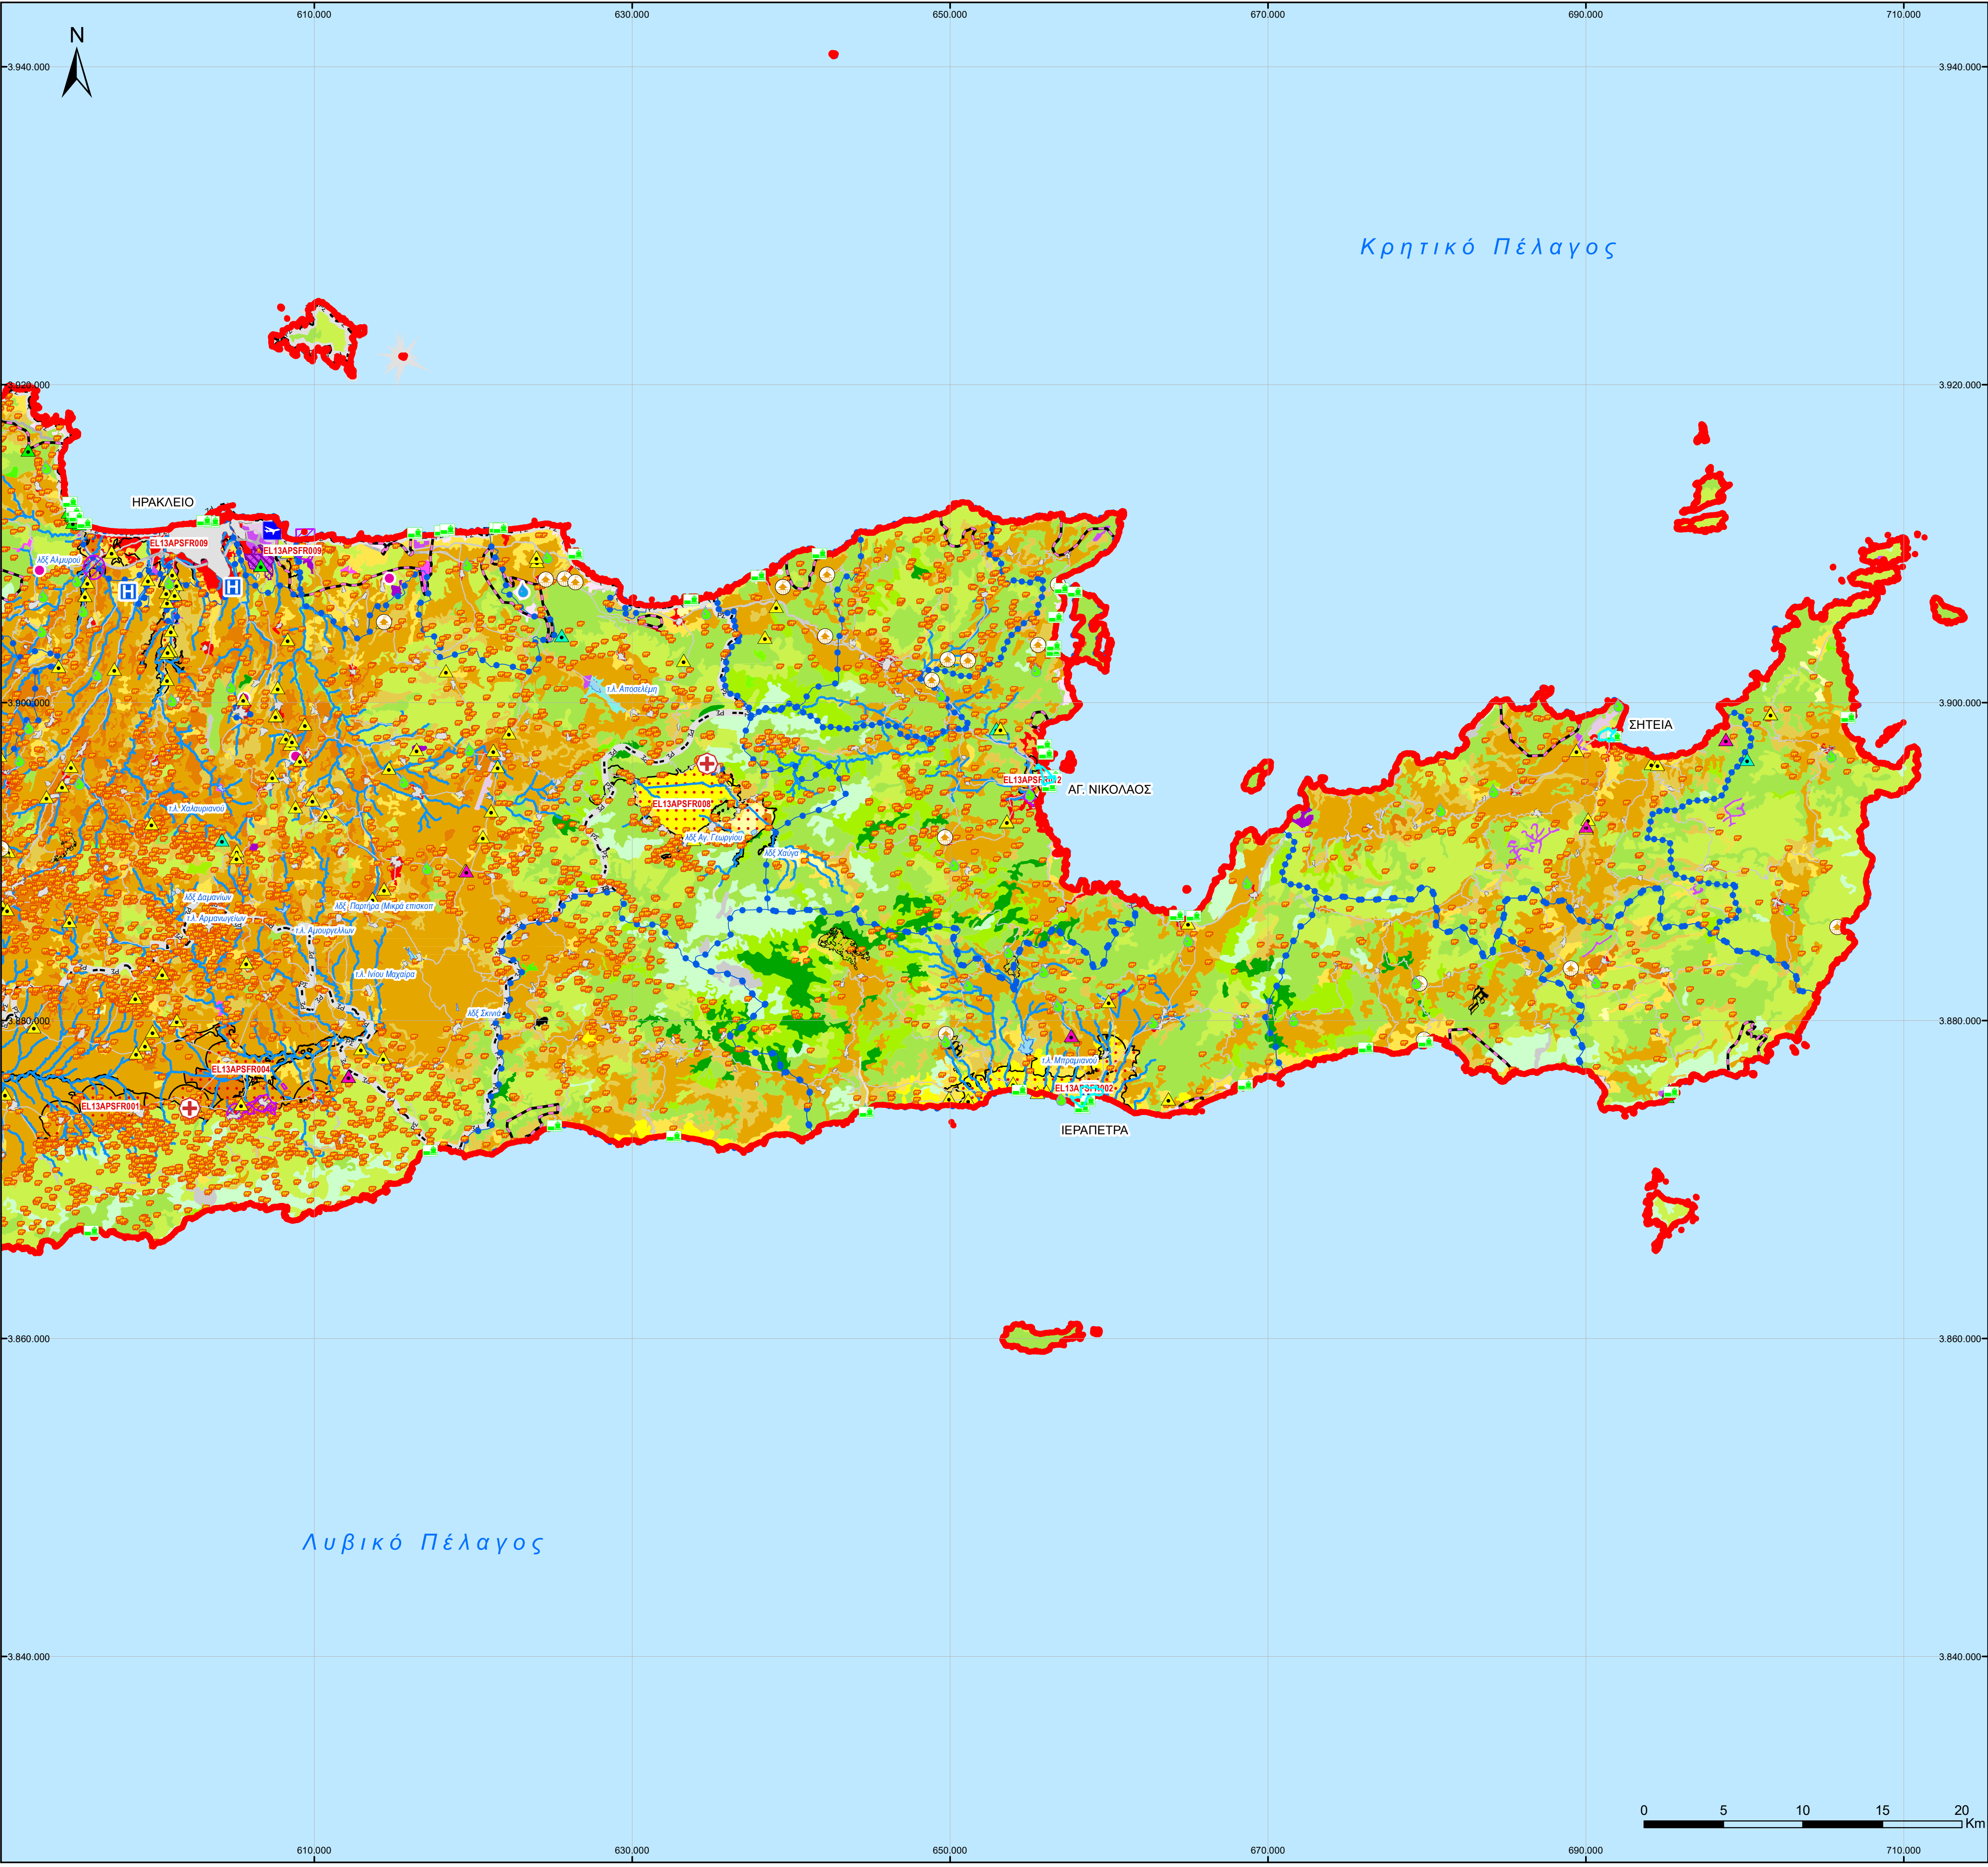 610.000 630.000 650.000 670.000 690.000 710.000
N
3.940.000 3.940.000
Κρητικό Πέλαγος
3.920.000 3.920.000
ΗΡΑΚΛΕΙΟ
EL13APSFR009
EL13APSFR009
λδξ Αλμυρού
τ.λ. Αποσελέμη
3.900.000 3.900.000
ΣΗΤΕΙΑ
EL13APSFR012
ΑΓ. ΝΙΚΟΛΑΟΣ
EL13APSFR008
τ.λ. Χαλαυριανού
λδξ Αγ. Γεωργίου
λδξ Χαύγα
λδξ Δαμανίων
λδξ Παρτήρα (Μικρά επισκοπ
τ.λ. Αρμανωγείων
τ.λ. Αμουργελλων
τ.λ. Ινίου Μαχαίρα
λδξ Σκινιά
3.880.000 3.880.000
τ.λ. Μπραμιανού
EL13APSFR004
EL13APSFR002
EL13APSFR001
ΙΕΡΑΠΕΤΡΑ
3.860.000 3.860.000
Λυβικό Πέλαγος
3.840.000 3.840.000
0 5 10 15 20
Km
610.000 630.000 650.000 670.000 690.000 710.000